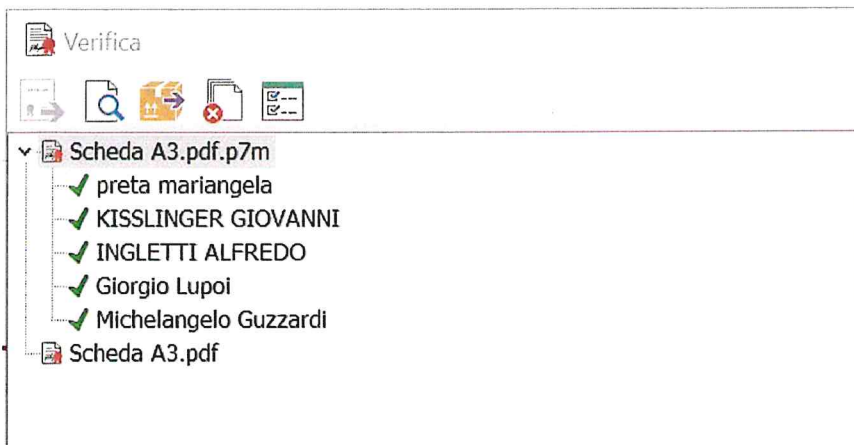 Verifica
Scheda A3.pdf.p7m
preta mariangela
KISSLINGER GIOVANNI
INGLETTI ALFREDO
Giorgio Lupoi
Michelangelo Guzzardi
Scheda A3.pdf